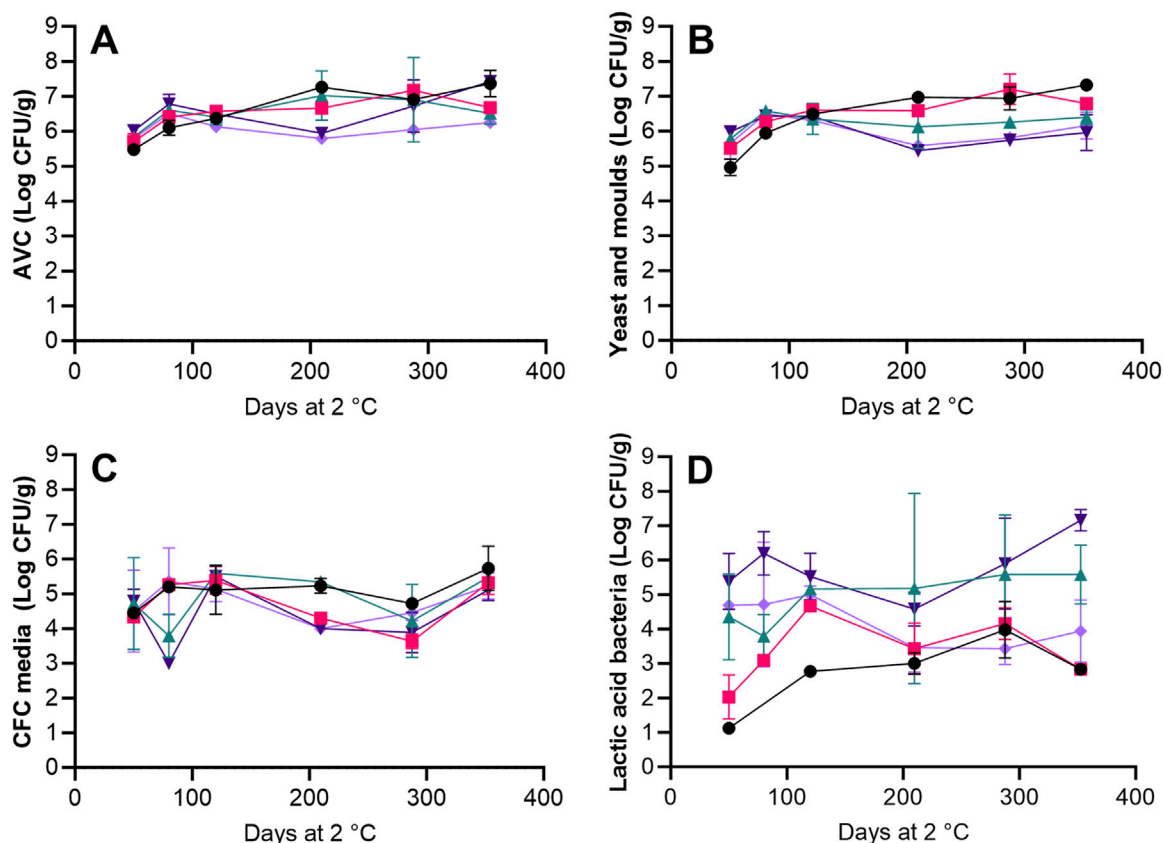 A
AVC (Log CFU/g)
9
8
7
6
5
4
3
2
1
0
0 100 200 300 400
Days at 2 °C
B
Yeast and moulds (Log CFU/g)
9
8
7
6
5
4
3
2
1
0
0 100 200 300 400
Days at 2 °C
C
CFC media (Log CFU/g)
9
8
7
6
5
4
3
2
1
0
0 100 200 300 400
Days at 2 °C
D
Lactic acid bacteria (Log CFU/g)
9
8
7
6
5
4
3
2
1
0
0 100 200 300 400
Days at 2 °C